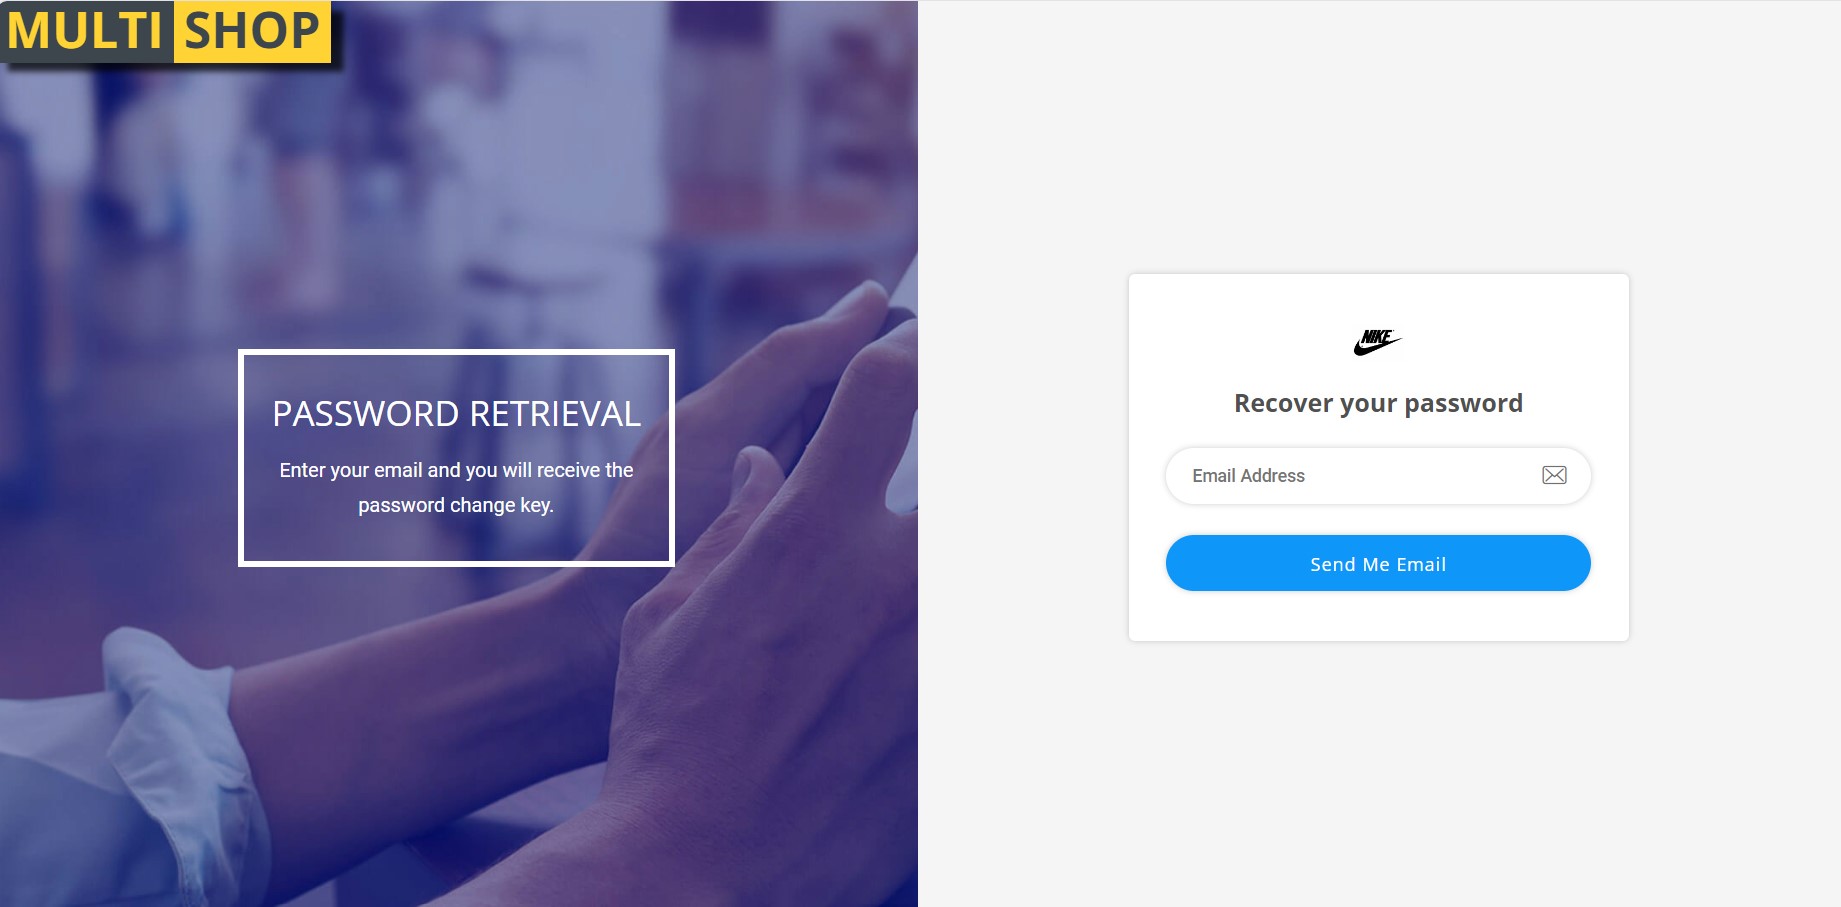 MULTI SHOP
PASSWORD RETRIEVAL
Enter your email and you will receive the
password change key.
NIKE
Recover your password
Email Address
Send Me Email